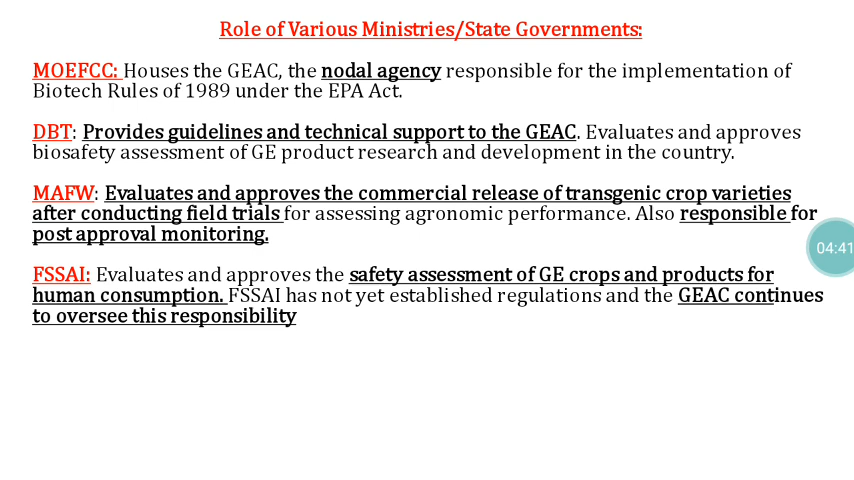 Role of Various Ministries/State Governments:
MOEFCC: Houses the GEAC, the nodal agency responsible for the implementation of
Biotech Rules of 1989 under the EPA Act.
DBT: Provides guidelines and technical support to the GEAC. Evaluates and approves
biosafety assessment of GE product research and development in the country.
MAFW: Evaluates and approves the commercial release of transgenic crop varieties
after conducting field trials for assessing agronomic performance. Also responsible for
post approval monitoring.
04:41
FSSAI: Evaluates and approves the safety assessment of GE crops and products for
human consumption. FSSAI has not yet established regulations and the GEAC continues
to oversee this responsibility